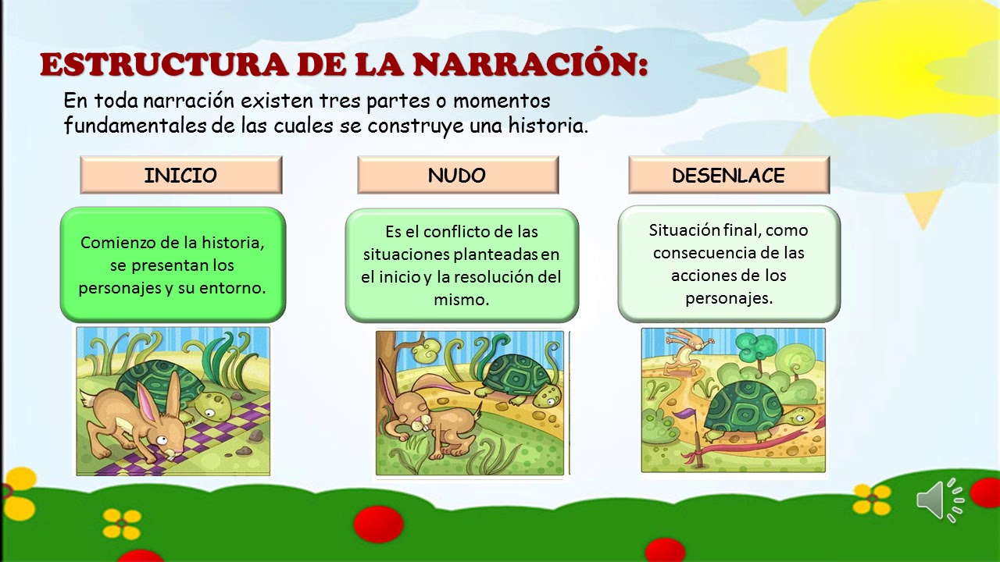 ESTRUCTURA DE LA NARRACIÓN:
En toda narración existen tres partes o momentos
fundamentales de las cuales se construye una historia.
INICIO
NUDO
DESENLACE
Comienzo de la historia,
se presentan los
personajes y su entorno.
Es el conflicto de las
situaciones planteadas en
el inicio y la resolución del
mismo.
Situación final, como
consecuencia de las
acciones de los
personajes.